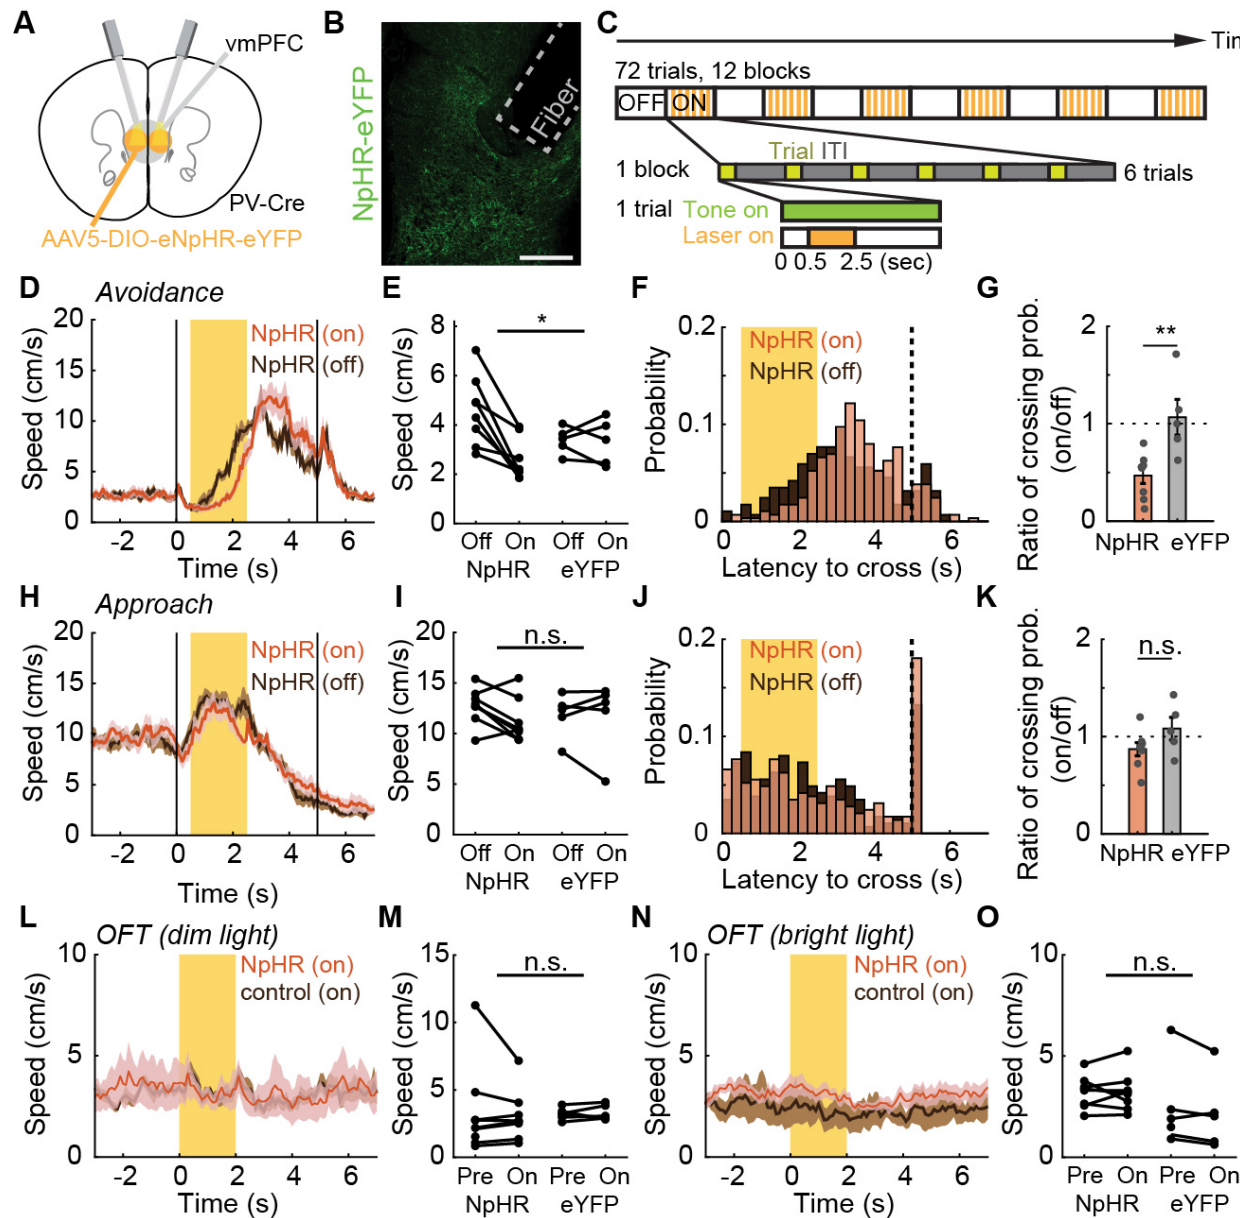 A
vmPFC
PV-Cre
AAV5-DIO-eNpHR-eYFP
B
NpHR-eYFP
Fiber
C
Tim
72 trials, 12 blocks
OFF ON
Trial ITI
1 block
6 trials
1 trial
Tone on
Laser on
0 0.5 2.5 (sec)
D
Avoidance
NpHR (on)
NpHR (off)
Speed (cm/s)
20
15
10
5
0
-2 0 2 4 6
Time (s)
E
*
Speed (cm/s)
8
6
4
2
0
Off On Off On
NpHR eYFP
F
NpHR (on)
NpHR (off)
Probability
0.2
0.1
0
0 2 4 6
Latency to cross (s)
G
**
Ratio of crossing prob.
(on/off)
2
1
0
NpHR eYFP
H
Approach
NpHR (on)
NpHR (off)
Speed (cm/s)
20
15
10
5
0
-2 0 2 4 6
Time (s)
I
n.s.
Speed (cm/s)
20
15
10
5
0
Off On Off On
NpHR eYFP
J
NpHR (on)
NpHR (off)
Probability
0.2
0.1
0
0 2 4 6
Latency to cross (s)
K
n.s.
Ratio of crossing prob.
(on/off)
2
1
0
NpHR eYFP
L
OFT (dim light)
NpHR (on)
control (on)
Speed (cm/s)
10
5
0
-2 0 2 4 6
Time (s)
M
n.s.
Speed (cm/s)
15
10
5
0
Pre On Pre On
NpHR eYFP
N
OFT (bright light)
NpHR (on)
control (on)
Speed (cm/s)
10
5
0
-2 0 2 4 6
Time (s)
O
n.s.
Speed (cm/s)
10
5
0
Pre On Pre On
NpHR eYFP